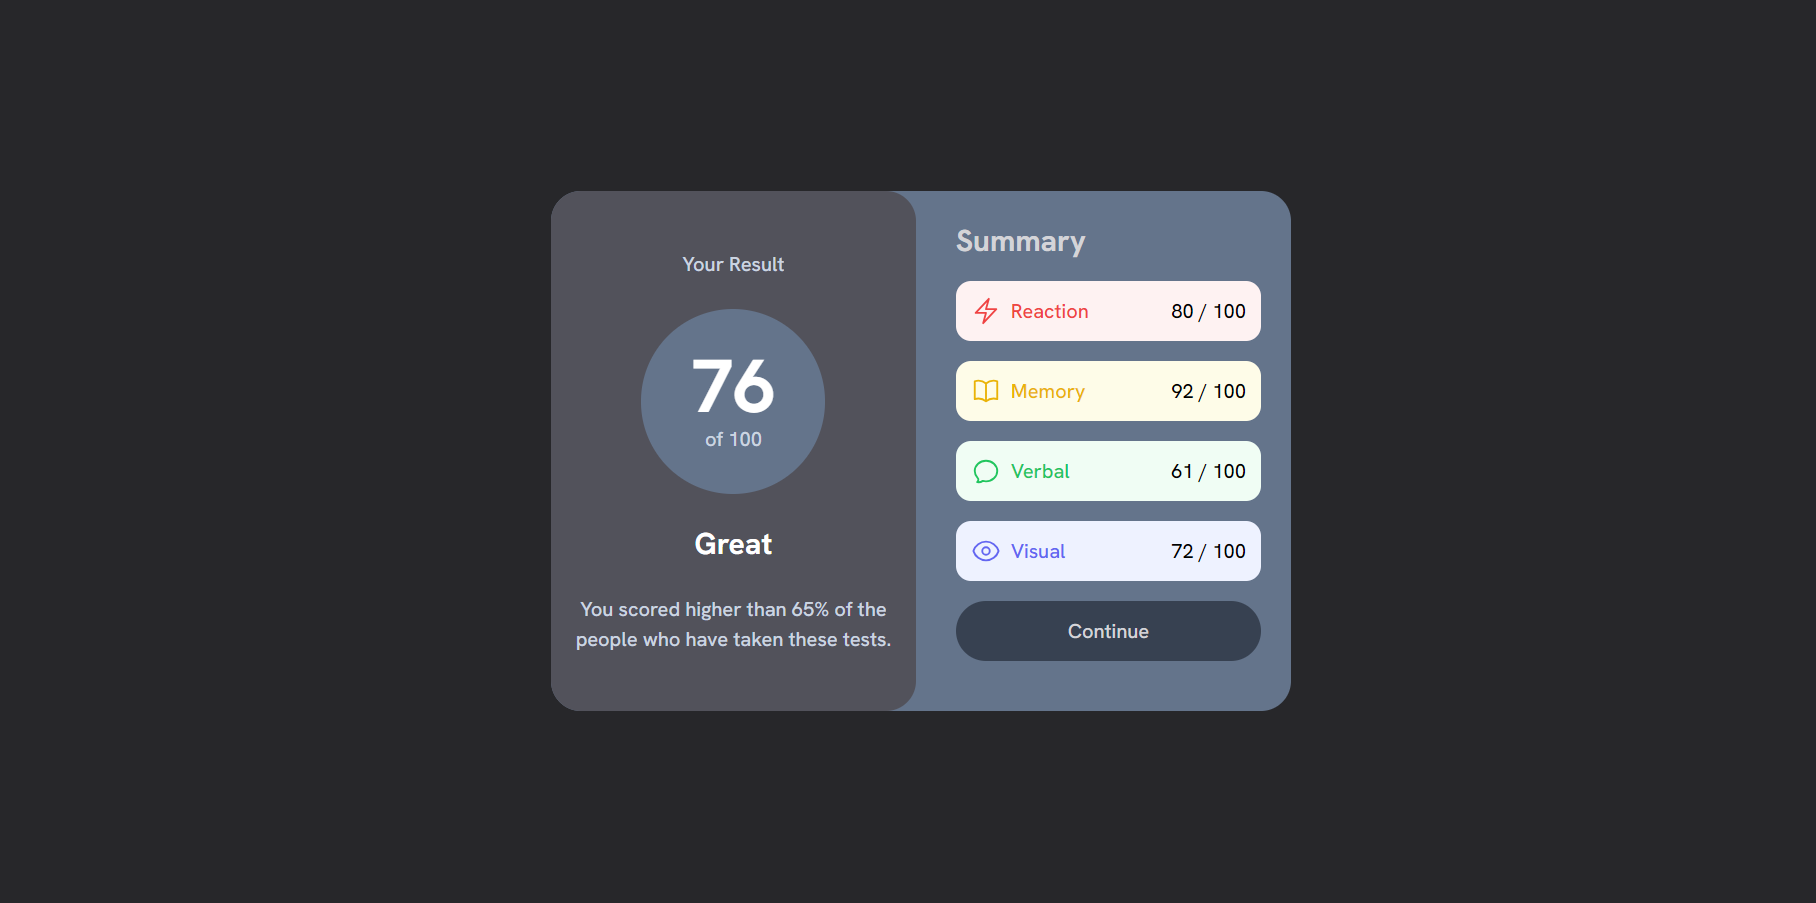 Your Result
76
of 100
Great
You scored higher than 65% of the
people who have taken these tests.
Summary
Reaction 80 / 100
Memory 92 / 100
Verbal 61 / 100
Visual 72 / 100
Continue